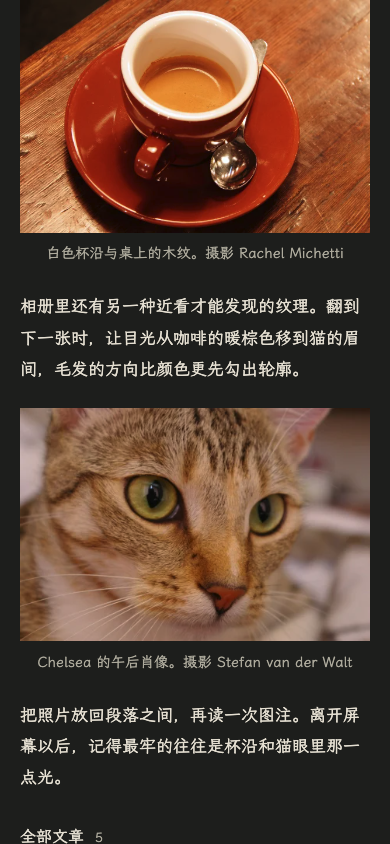 白色杯沿与桌上的木纹。摄影 Rachel Michetti
相册里还有另一种近看才能发现的纹理。翻到
下一张时，让目光从咖啡的暖棕色移到猫的眉
间，毛发的方向比颜色更先勾出轮廓。
Chelsea 的午后肖像。摄影 Stefan van der Walt
把照片放回段落之间，再读一次图注。离开屏
幕以后，记得最牢的往往是杯沿和猫眼里那一
点光。
全部文章 5